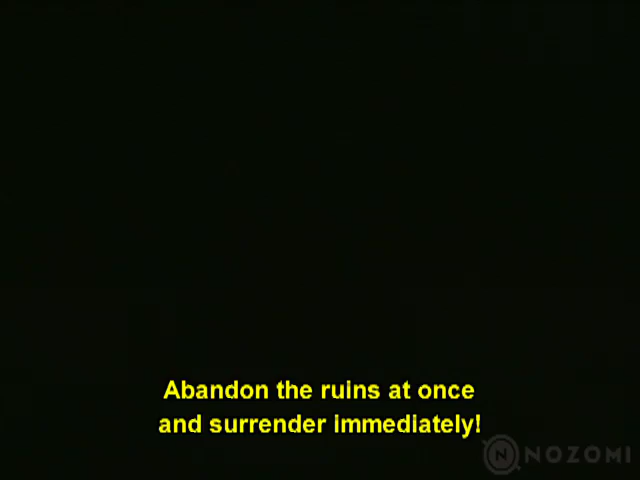 Abandon the ruins at once
and surrender immediately!
NOZOMI